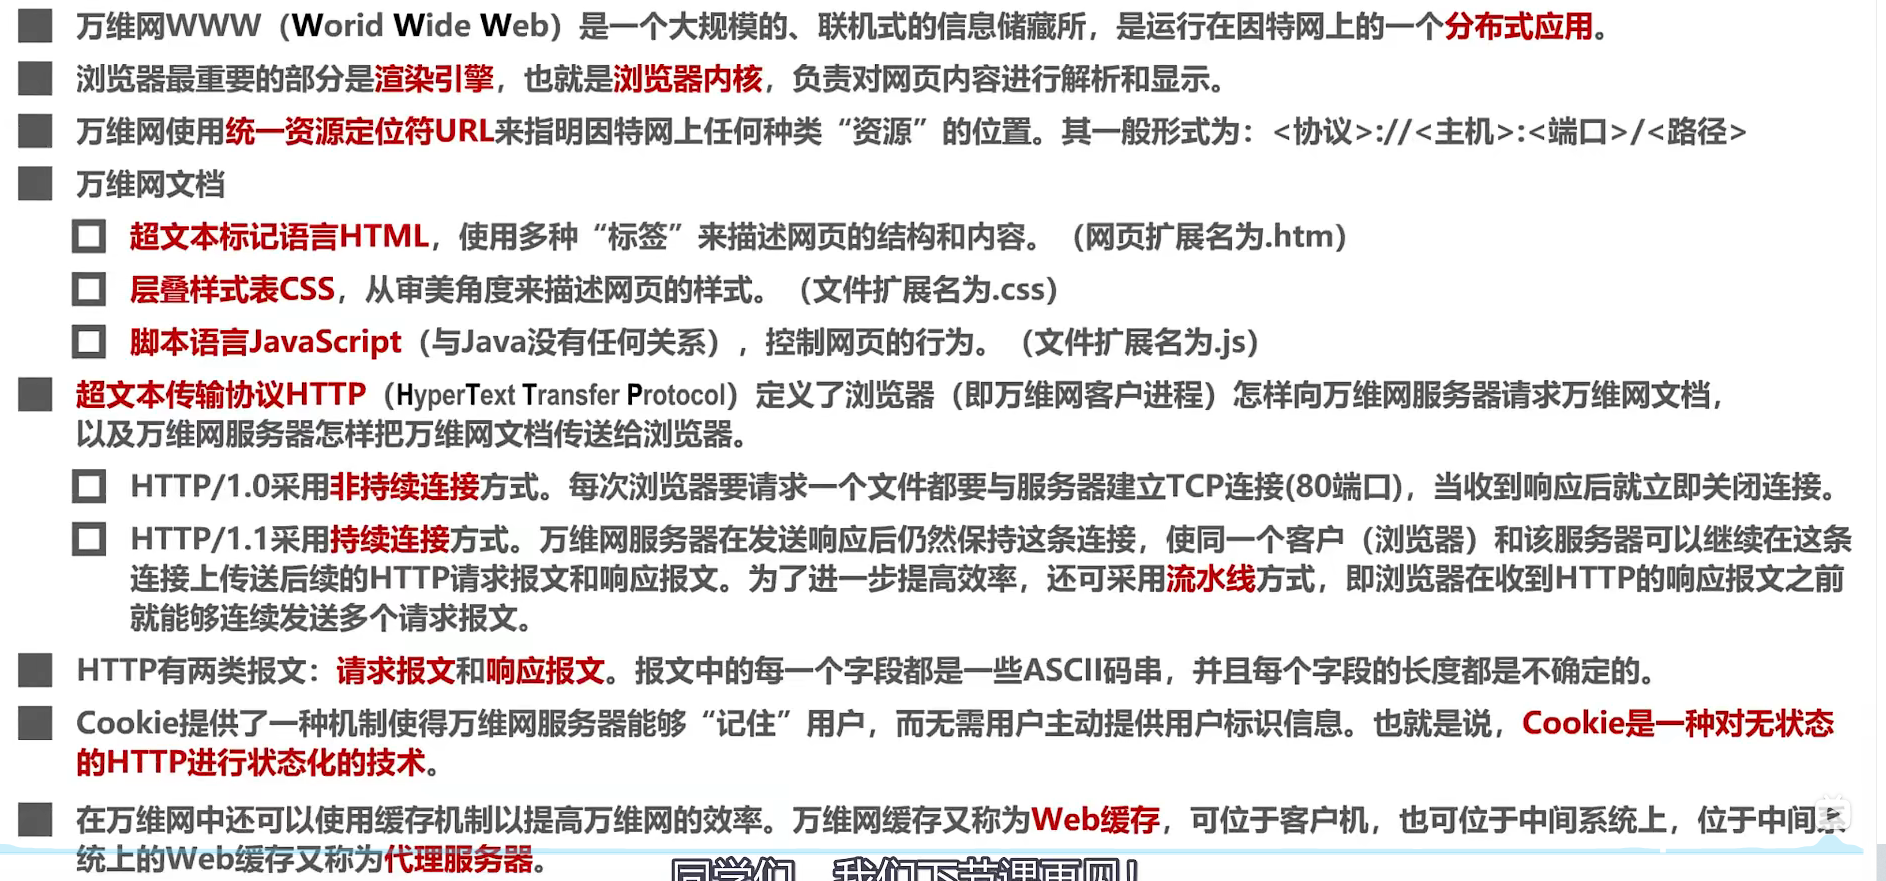 万维网WWW（Worid Wide Web）是一个大规模的、联机式的信息储藏所，是运行在因特网上的一个分布式应用。
浏览器最重要的部分是渲染引擎，也就是浏览器内核，负责对网页内容进行解析和显示。
万维网使用统一资源定位符URL来指明因特网上任何种类“资源”的位置。其一般形式为：<协议>://<主机>:<端口>/<路径>
万维网文档
超文本标记语言HTML，使用多种“标签”来描述网页的结构和内容。（网页扩展名为.htm）
层叠样式表CSS，从审美角度来描述网页的样式。（文件扩展名为.css）
脚本语言JavaScript（与Java没有任何关系），控制网页的行为。（文件扩展名为.js）
超文本传输协议HTTP（HyperText Transfer Protocol）定义了浏览器（即万维网客户进程）怎样向万维网服务器请求万维网文档，
以及万维网服务器怎样把万维网文档传送给浏览器。
HTTP/1.0采用非持续连接方式。每次浏览器要请求一个文件都要与服务器建立TCP连接(80端口)，当收到响应后就立即关闭连接。
HTTP/1.1采用持续连接方式。万维网服务器在发送响应后仍然保持这条连接，使同一个客户（浏览器）和该服务器可以继续在这条
连接上传送后续的HTTP请求报文和响应报文。为了进一步提高效率，还可采用流水线方式，即浏览器在收到HTTP的响应报文之前
就能够连续发送多个请求报文。
HTTP有两类报文：请求报文和响应报文。报文中的每一个字段都是一些ASCII码串，并且每个字段的长度都是不确定的。
Cookie提供了一种机制使得万维网服务器能够“记住”用户，而无需用户主动提供用户标识信息。也就是说，Cookie是一种对无状态
的HTTP进行状态化的技术。
在万维网中还可以使用缓存机制以提高万维网的效率。万维网缓存又称为Web缓存，可位于客户机，也可位于中间系统上，位于中间系
统上的Web缓存又称为代理服务器。
同学们，我们下节课再见！